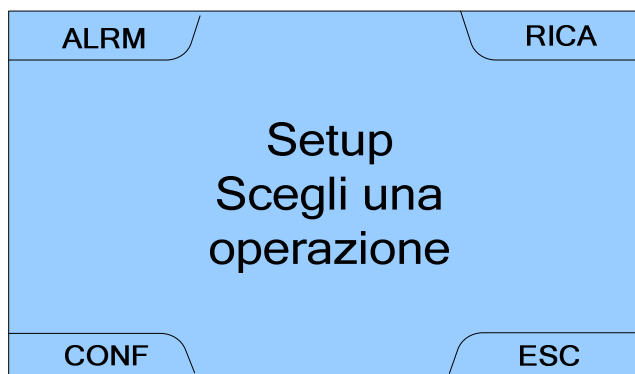 ALRM RICA
Setup
Scegli una
operazione
CONF ESC